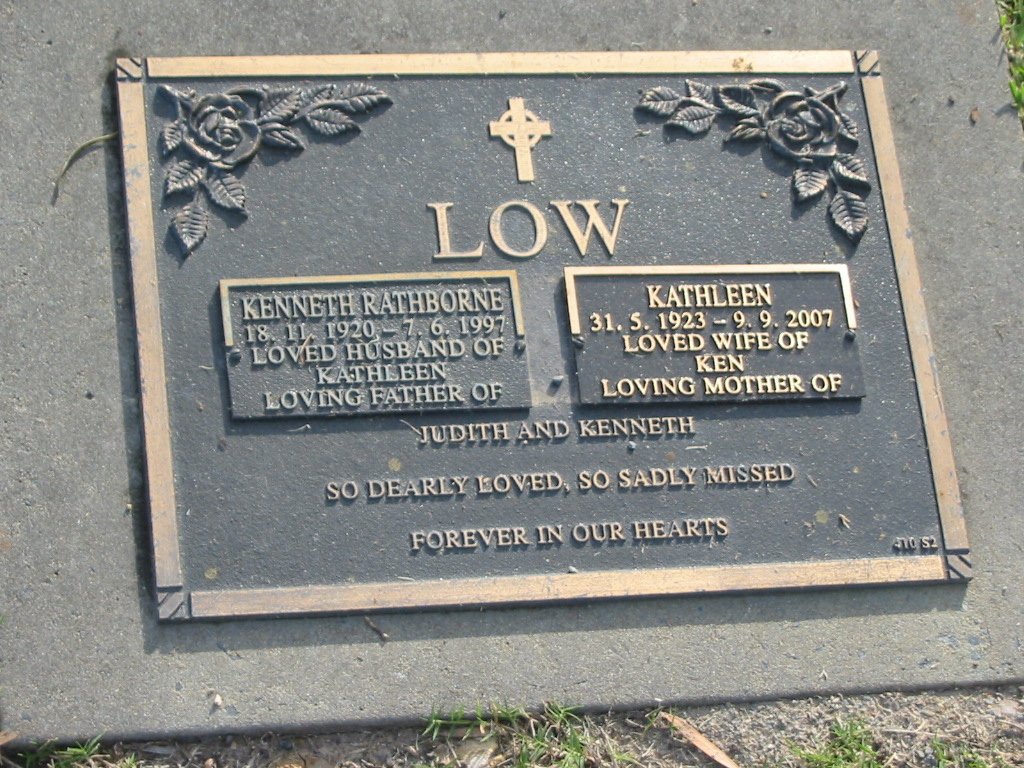 LOW
KENNETH RATHBORNE
18. 11. 1920 - 7. 6. 1997
LOVED HUSBAND OF
KATHLEEN
LOVING FATHER OF
KATHLEEN
31. 5. 1923 - 9. 9. 2007
LOVED WIFE OF
KEN
LOVING MOTHER OF
JUDITH AND KENNETH
SO DEARLY LOVED, SO SADLY MISSED
FOREVER IN OUR HEARTS